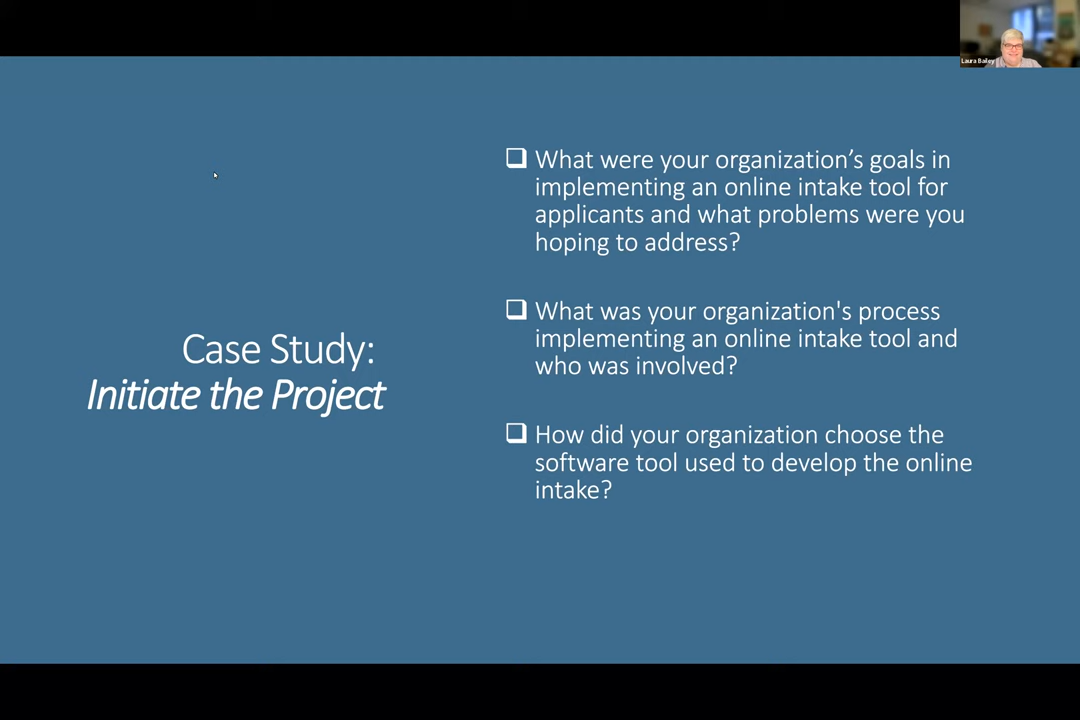 Laura Bailey
Case Study:
Initiate the Project
What were your organization’s goals in
implementing an online intake tool for
applicants and what problems were you
hoping to address?
What was your organization's process
implementing an online intake tool and
who was involved?
How did your organization choose the
software tool used to develop the online
intake?